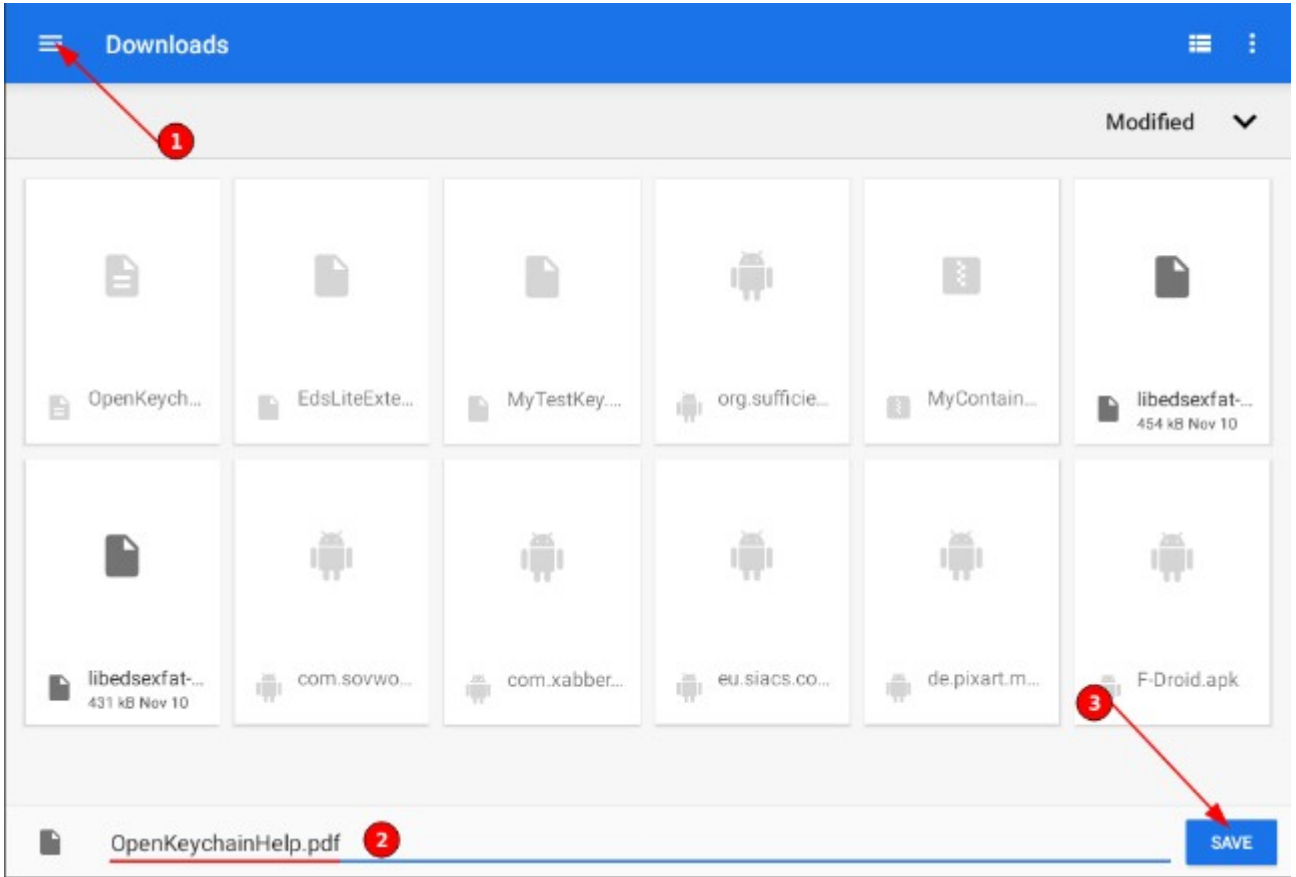 Downloads
Modified
1
OpenKeych...
EdsLiteExte...
MyTestKey....
org.sufficie...
MyContain...
libedsexfat-...
454 kB Nov 10
libedsexfat-...
431 kB Nov 10
com.sovwo...
com.xabber...
eu.siacs.co...
de.pixart.m...
F-Droid.apk
3
OpenKeychainHelp.pdf
2
SAVE